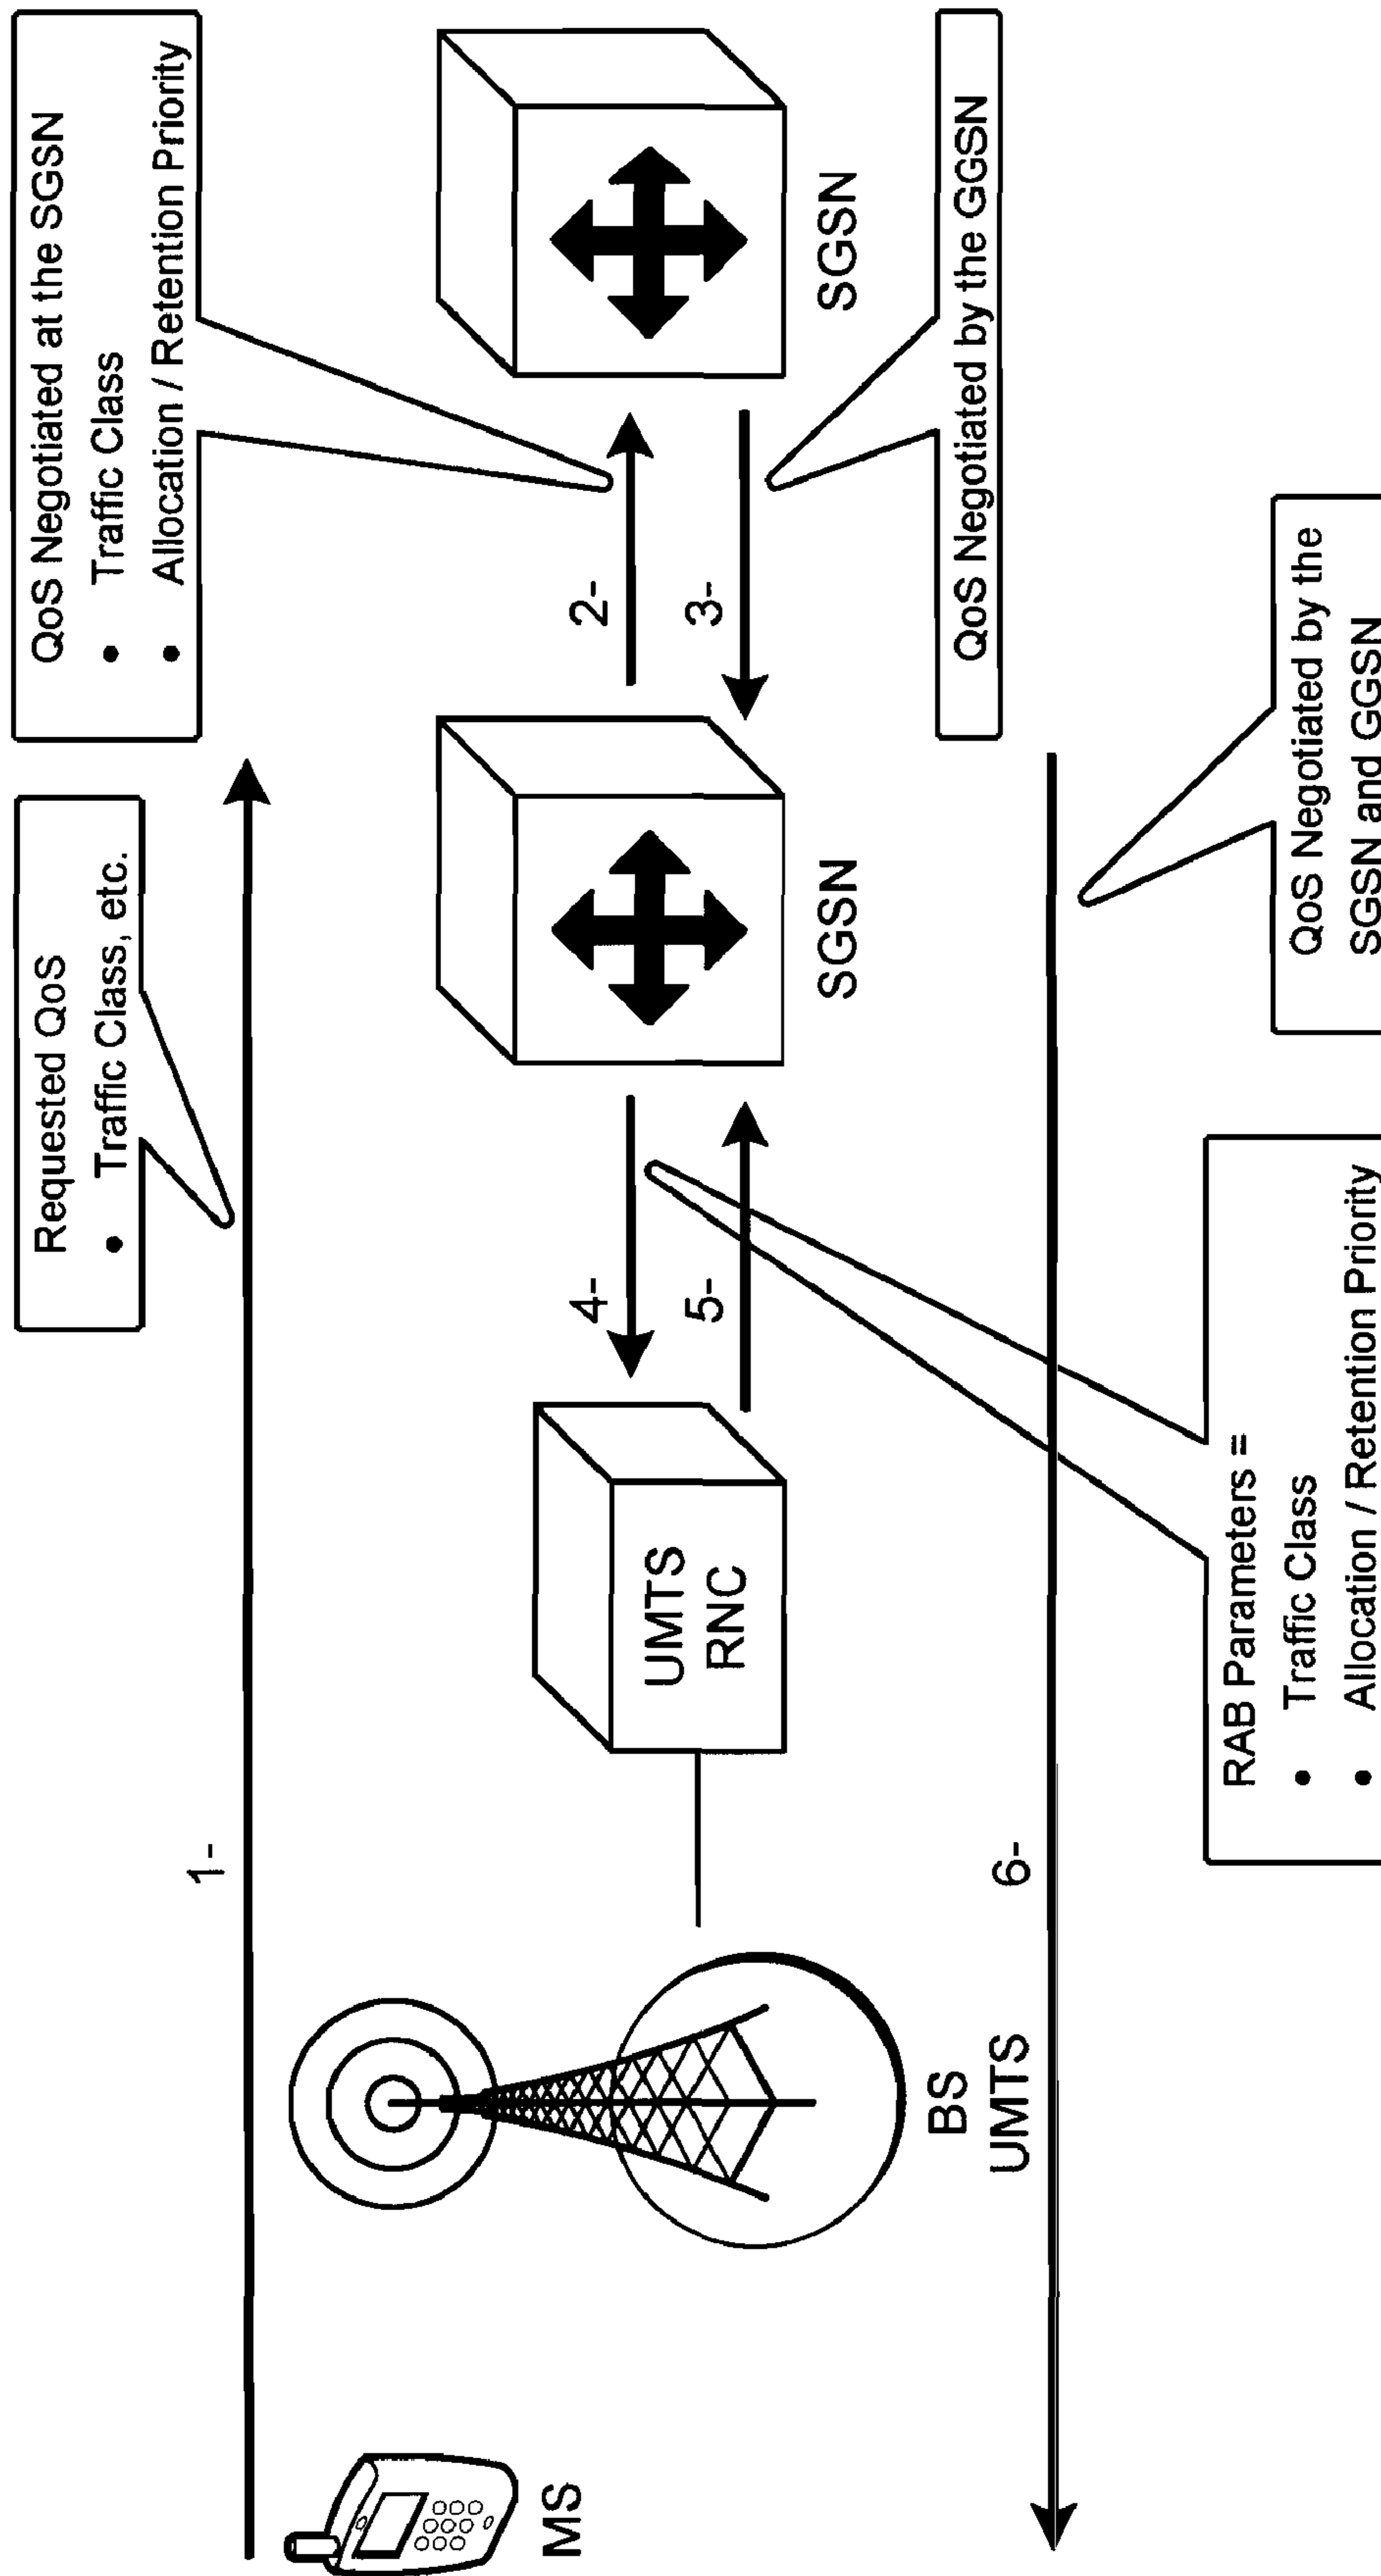 Requested QoS
• Traffic Class, etc.
QoS Negotiated at the SGSN
• Traffic Class
• Allocation / Retention Priority
1-
2-
3-
4-
5-
MS
BS
UMTS
UMTS
RNC
SGSN
SGSN
QoS Negotiated by the GGSN
6-
RAB Parameters =
• Traffic Class
• Allocation / Retention Priority
QoS Negotiated by the
SGSN and GGSN